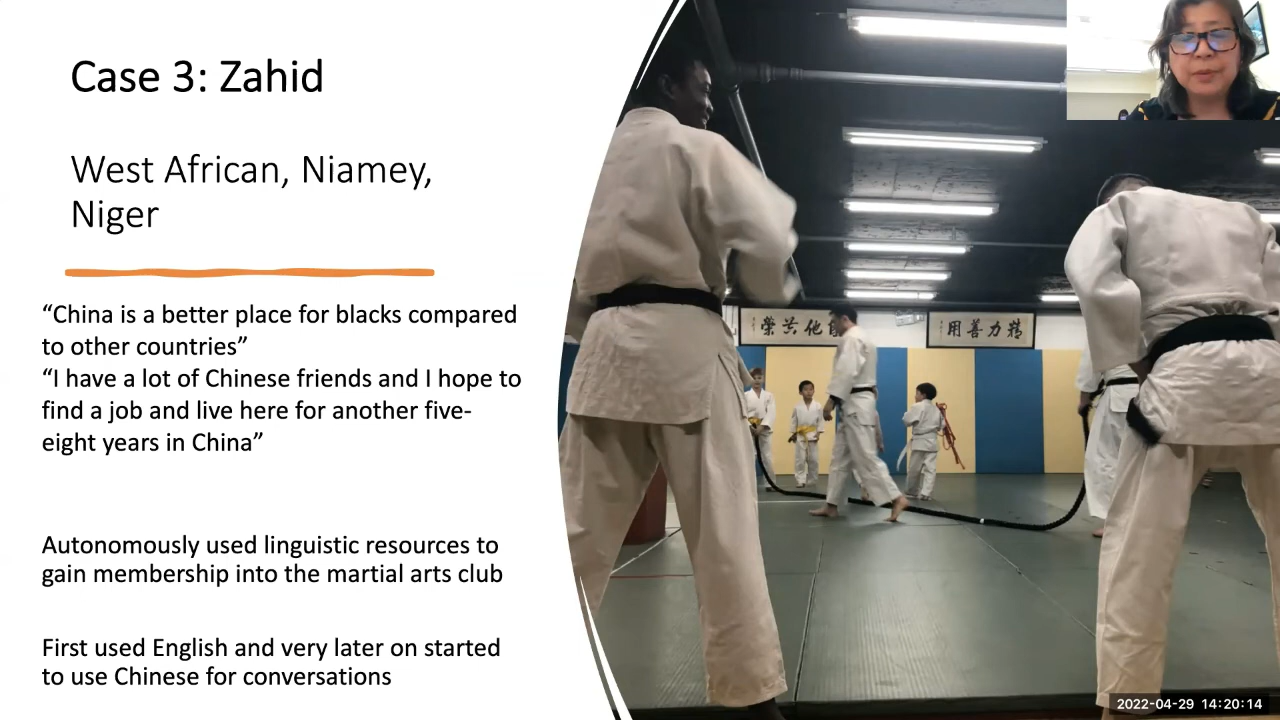 Case 3: Zahid
West African, Niamey,
Niger
“China is a better place for blacks compared
to other countries”
“I have a lot of Chinese friends and I hope to
find a job and live here for another five-
eight years in China”
Autonomously used linguistic resources to
gain membership into the martial arts club
First used English and very later on started
to use Chinese for conversations
榮共他
用善力精
2022-04-29 14:20:14